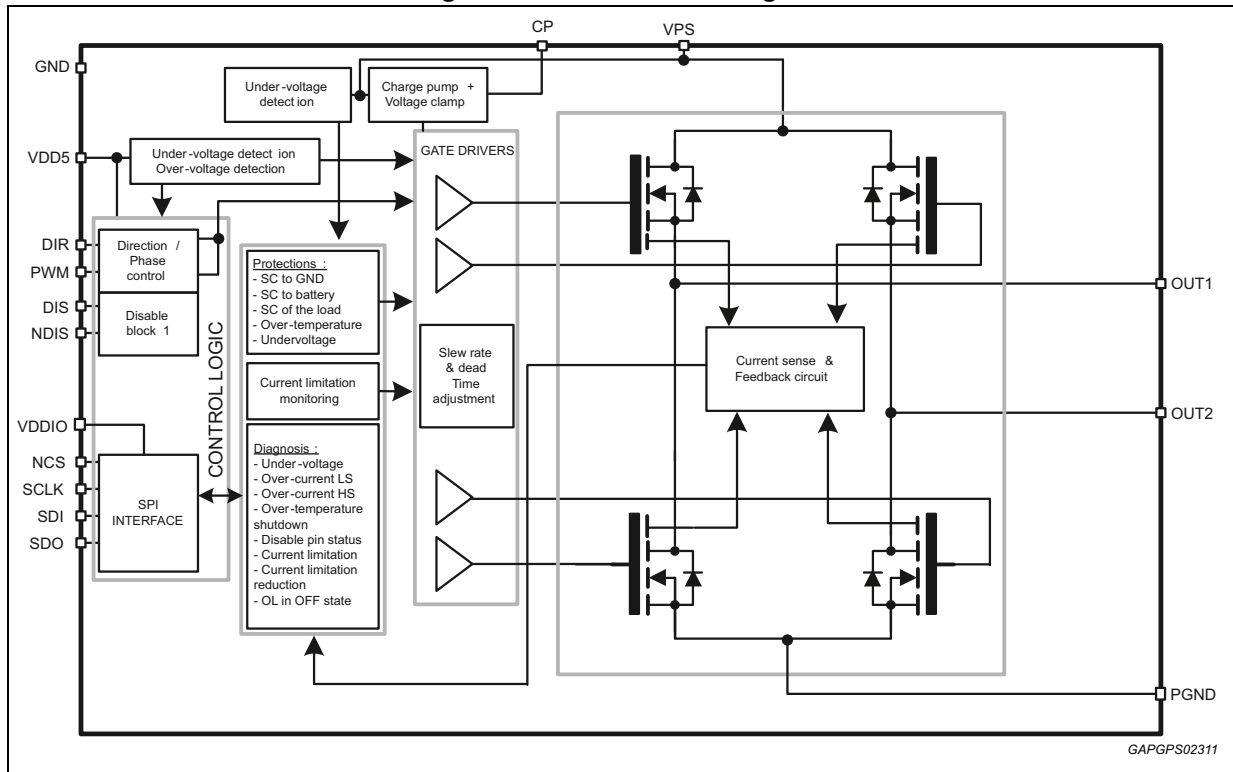 CP
VPS
GND
Under-voltage
detect ion
Charge pump +
Voltage clamp
VDD5
Under-voltage detect ion
Over-voltage detection
GATE DRIVERS
DIR
PWM
DIS
NDIS
Direction /
Phase
control
Disable
block 1
CONTROL LOGIC
Protections :
- SC to GND
- SC to battery
- SC of the load
- Over-temperature
- Undervoltage
Current limitation
monitoring
Slew rate
& dead
Time
adjustment
Current sense &
Feedback circuit
OUT1
OUT2
VDDIO
NCS
SCLK
SDI
SDO
SPI
INTERFACE
Diagnosis :
- Under-voltage
- Over-current LS
- Over-current HS
- Over-temperature
shutdown
- Disable pin status
- Current limitation
- Current limitation
reduction
- OL in OFF state
PGND
GAPGPS02311